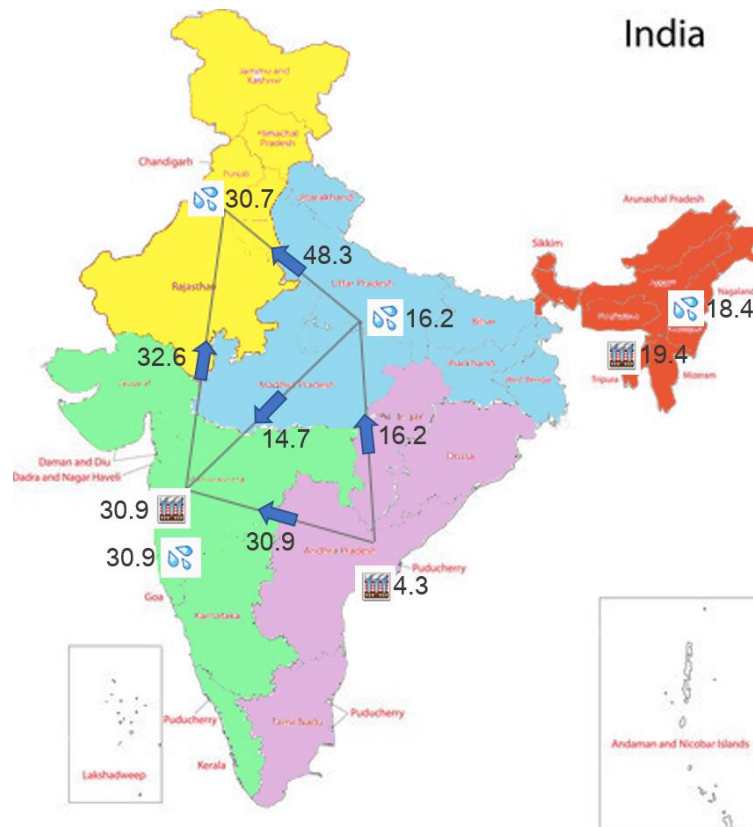 India
Jammu and
Kashmir
Himachal
Pradesh
Chandigarh
Punjab
30.7
Uttarakhand
Arunachal Pradesh
Sikkim
48.3
Uttar Pradesh
Rajasthan
Nagaland
18.4
16.2
Bihar
19.4
Tripura
Mizoram
32.6
Jharkhand
West Bengal
Madhya Pradesh
Gujarat
14.7
16.2
Orissa
Daman and Diu
Dadra and Nagar Haveli
30.9
30.9
30.9
Andhra Pradesh
Puducherry
4.3
Goa
Karnataka
Puducherry
Tamil Nadu
Puducherry
Kerala
Lakshadweep
Andaman and Nicobar Islands